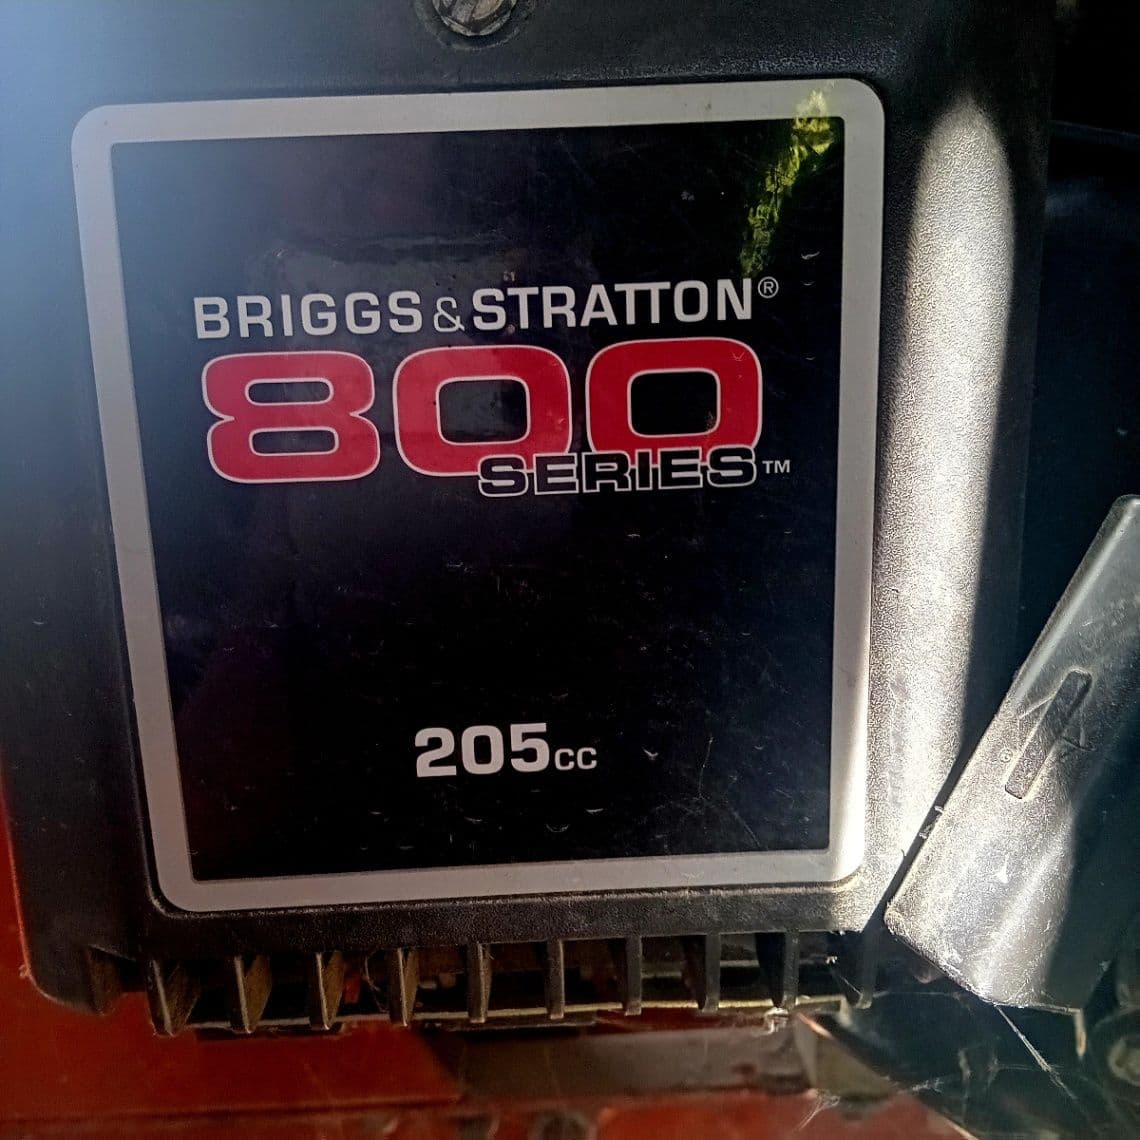 BRIGGS & STRATTON®
800
SERIES™
205cc